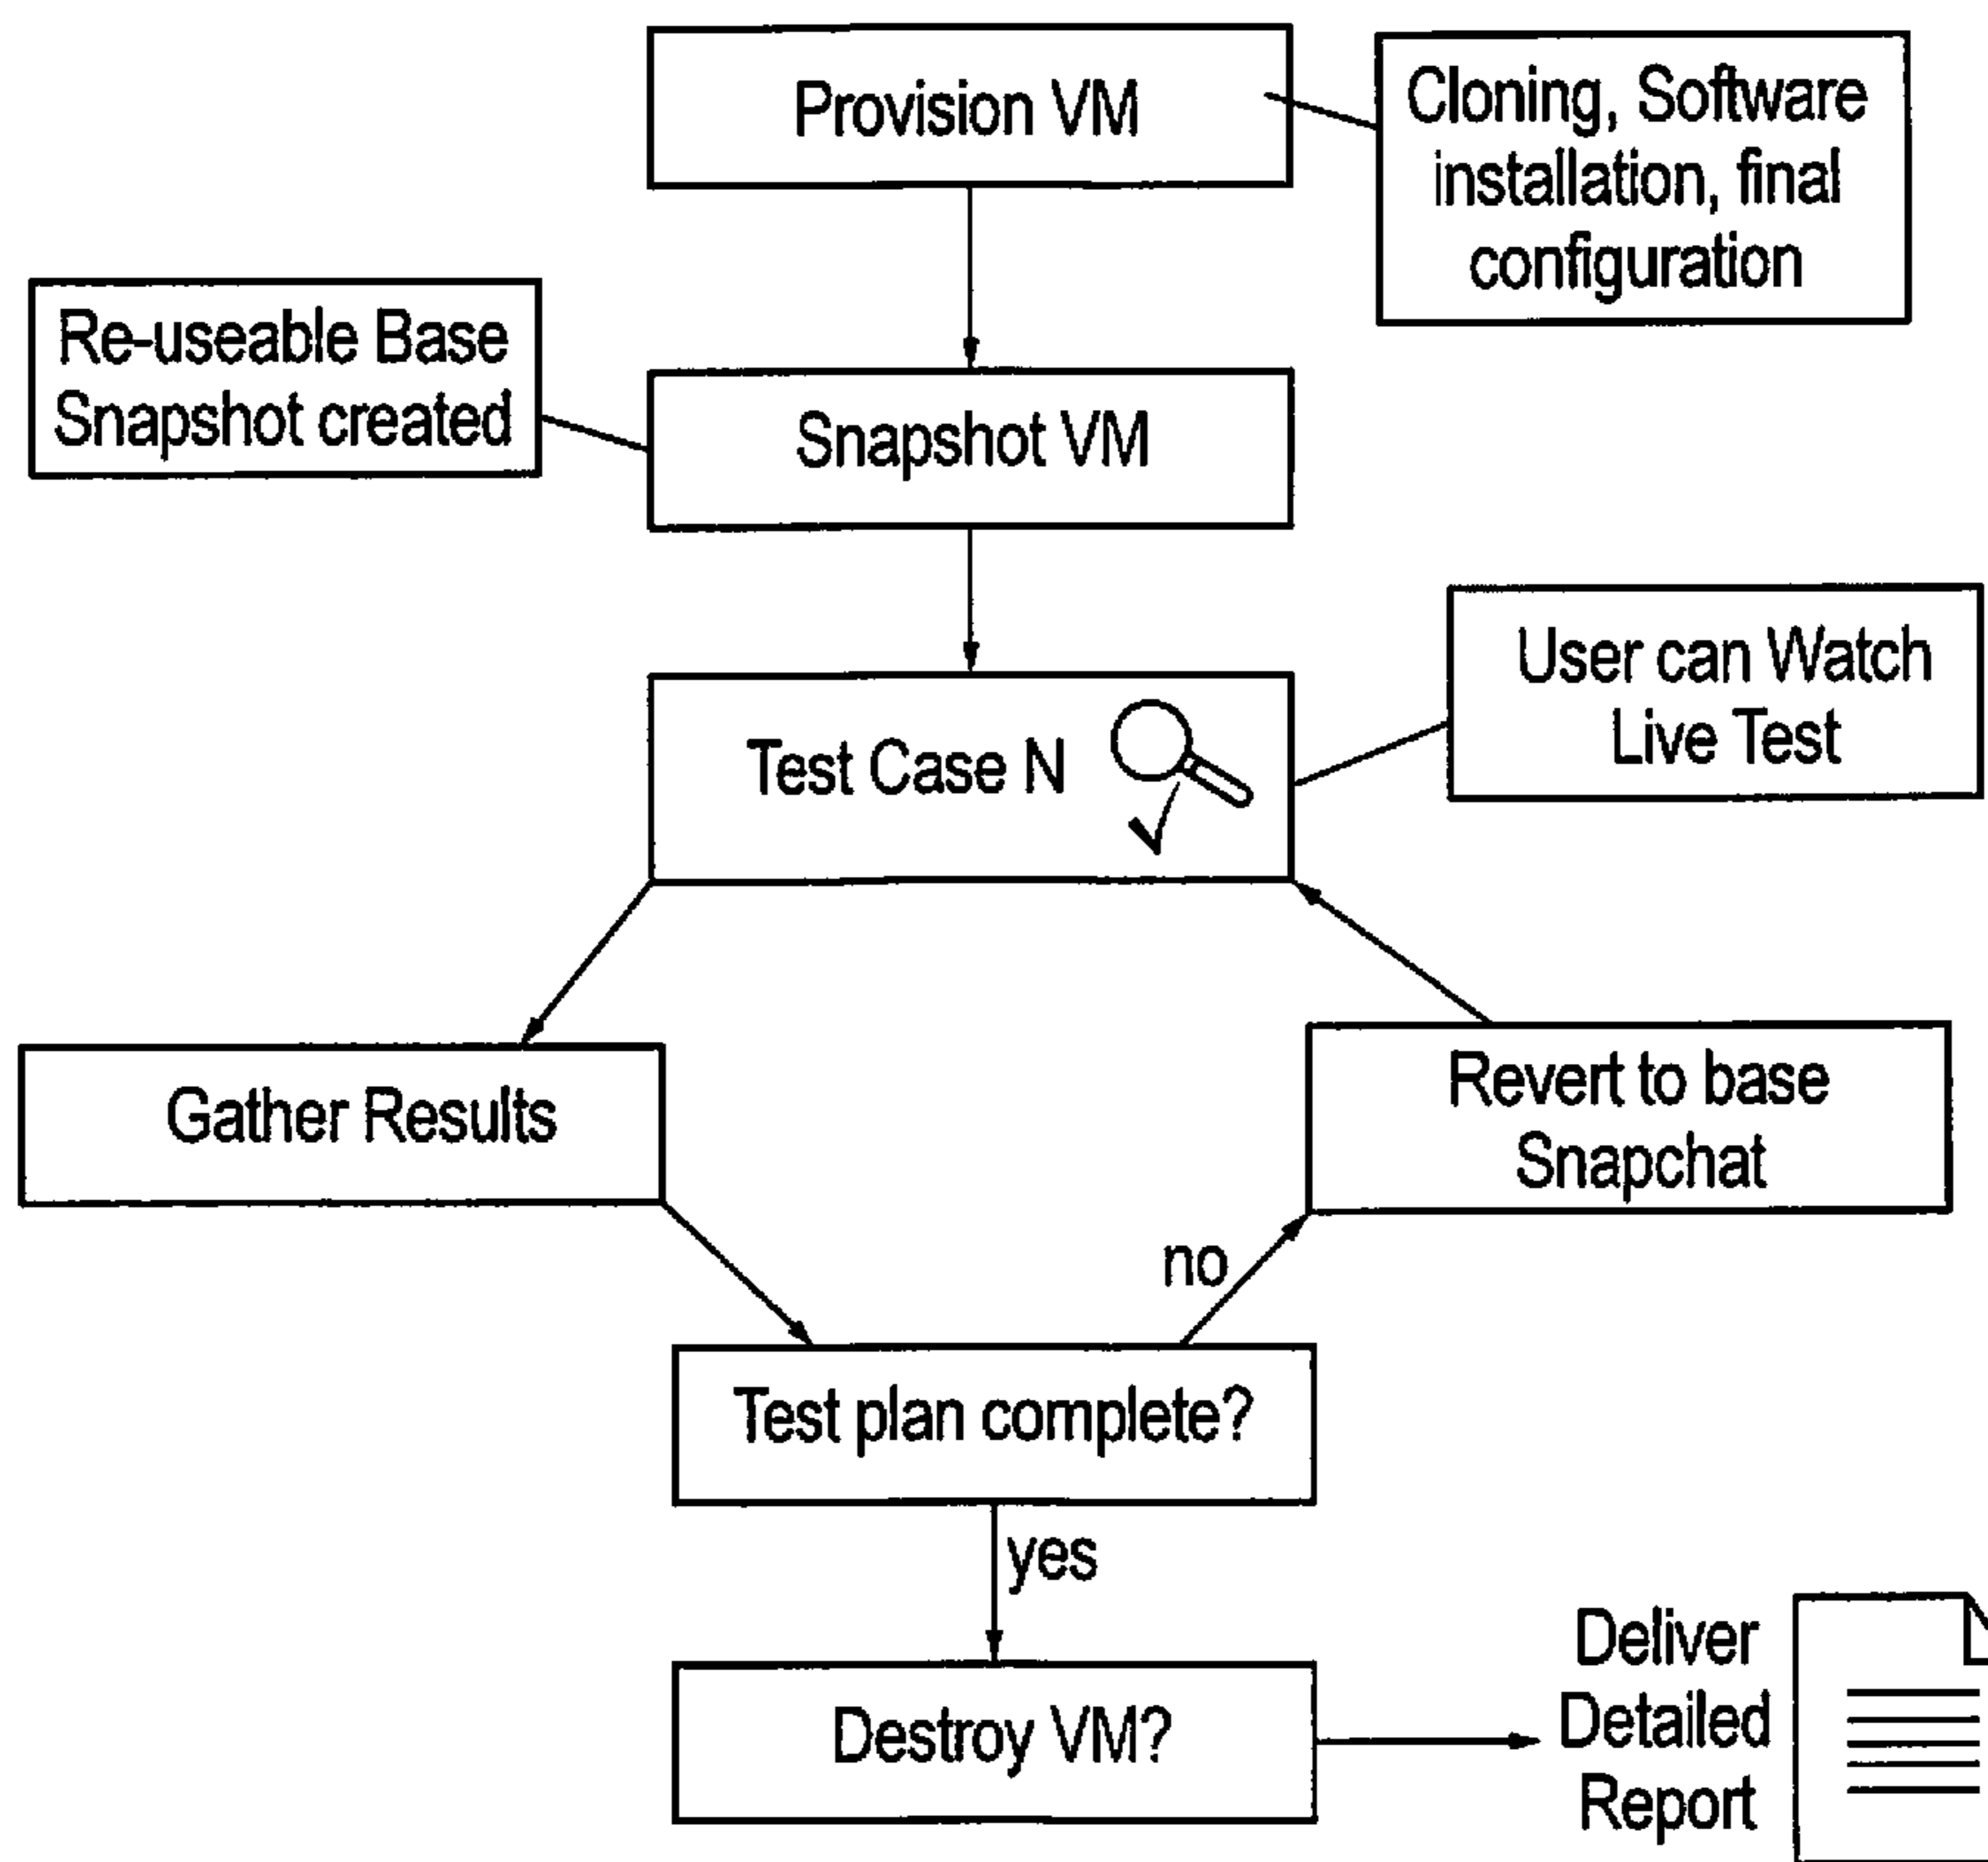 Provision VM
Cloning, Software
installation, final
configuration
Re-useable Base
Snapshot created
Snapshot VM
User can Watch
Live Test
Test Case N
Gather Results
Revert to base
Snapchat
no
Test plan complete?
yes
Destroy VM?
Deliver
Detailed
Report